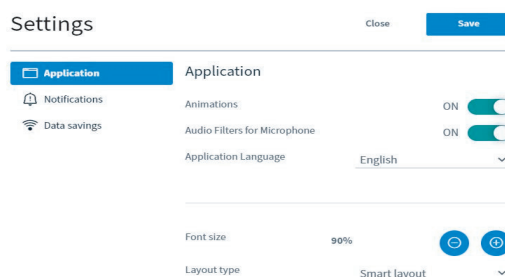 Settings
Close
Save
Application
Notifications
Data savings
Application
Animations
ON
Audio Filters for Microphone
ON
Application Language
English
Font size
90%
Layout type
Smart layout